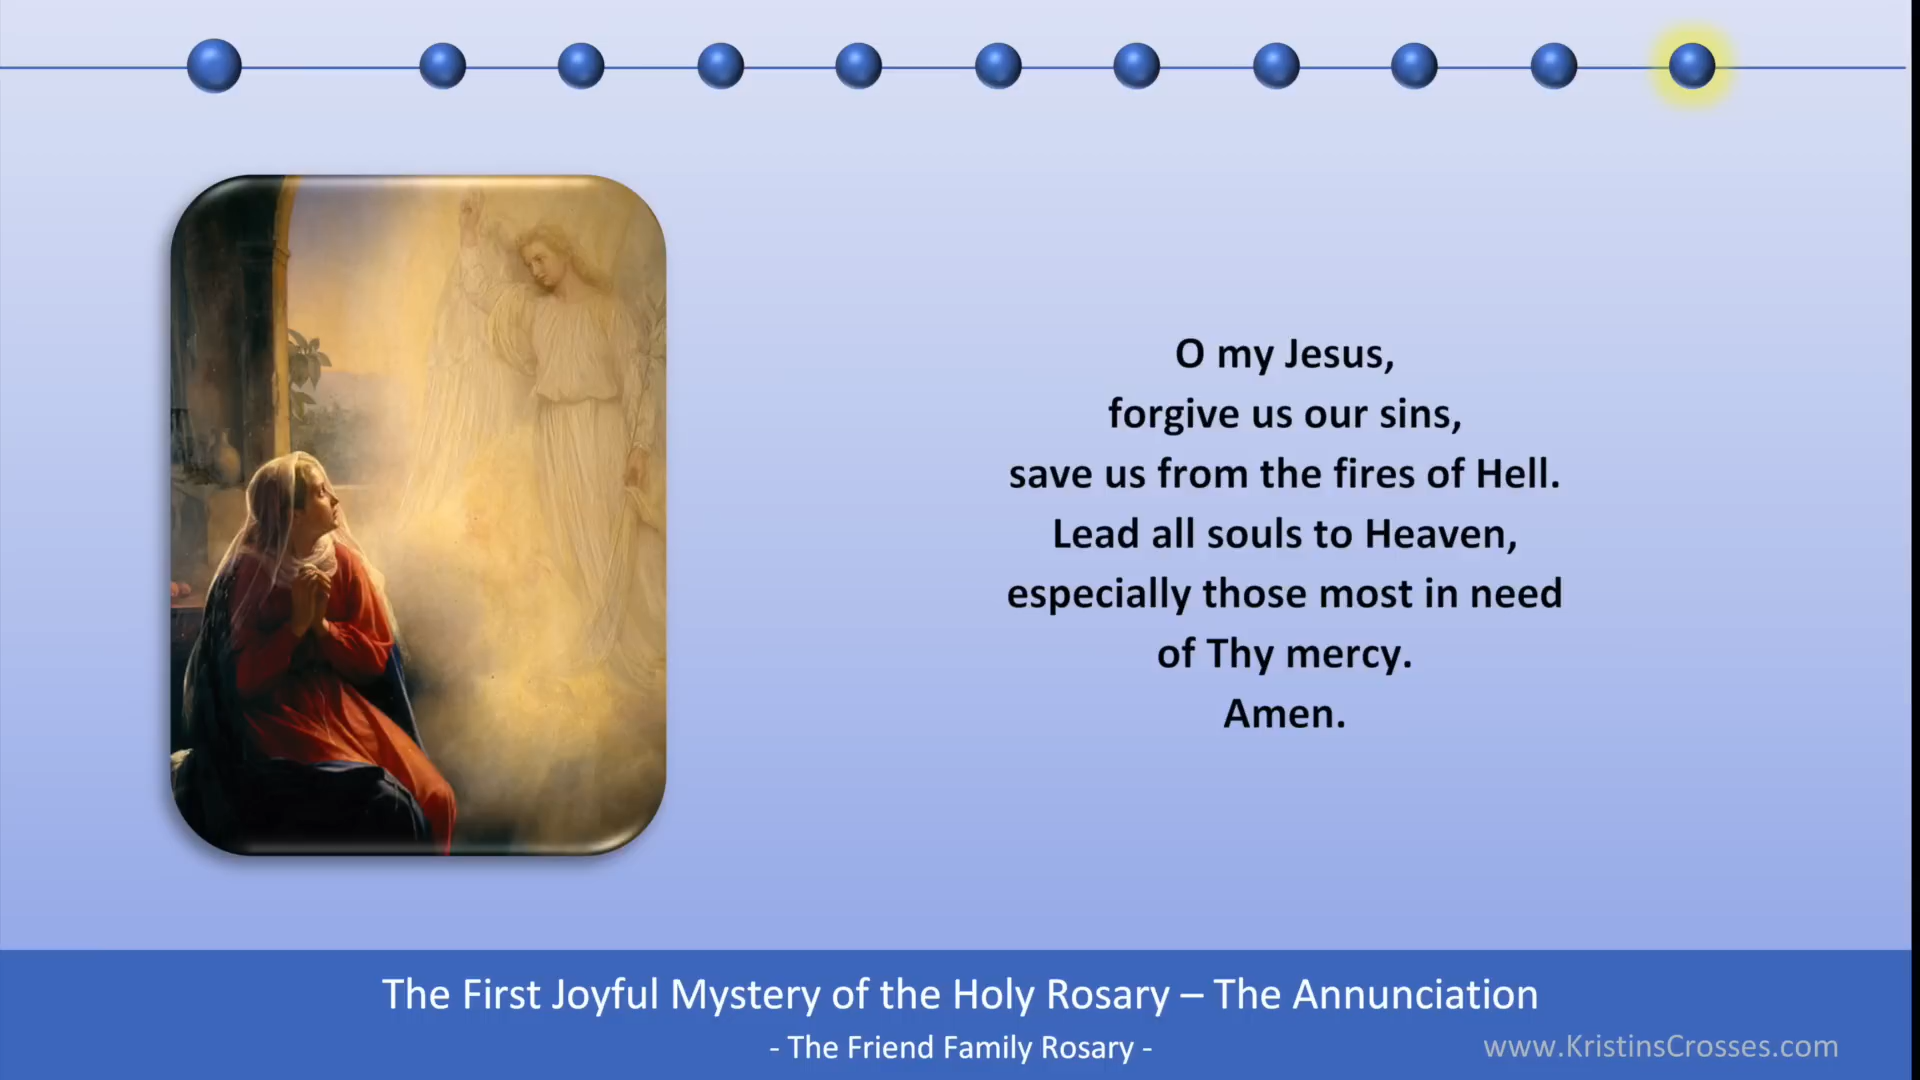 O my Jesus,
forgive us our sins,
save us from the fires of Hell.
Lead all souls to Heaven,
especially those most in need
of Thy mercy.
Amen.
The First Joyful Mystery of the Holy Rosary – The Annunciation
- The Friend Family Rosary -
www.KristinsCrosses.com